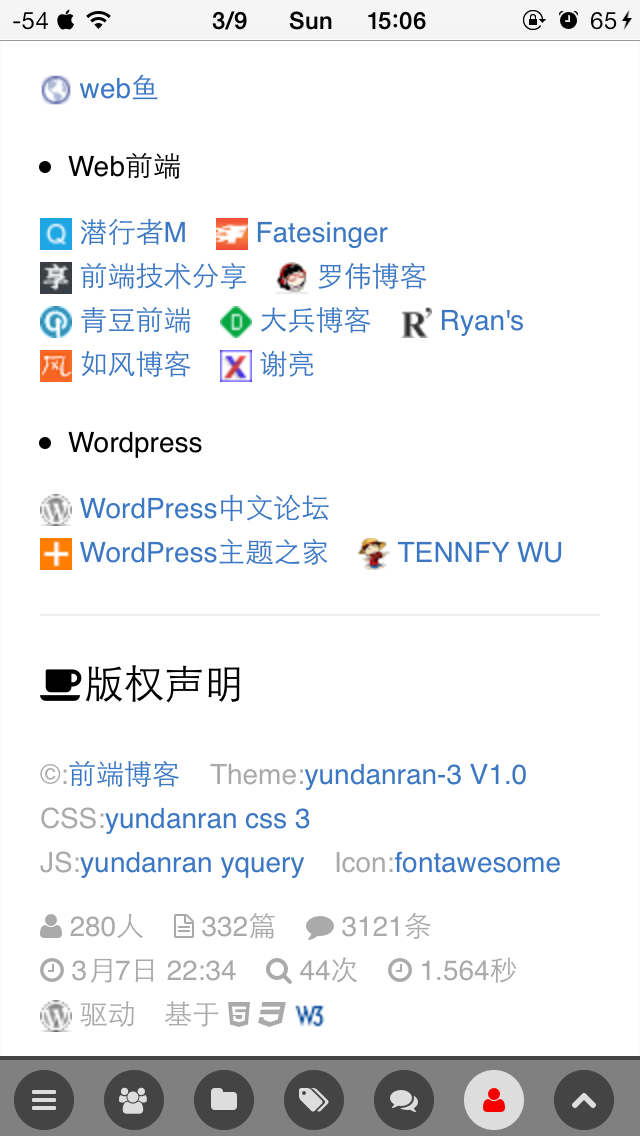 -54 3/9 Sun 15:06 65
web鱼
Web前端
潜行者M Fatesinger
享 前端技术分享 罗伟博客
青豆前端 大兵博客 R’ Ryan's
风 如风博客 X 谢亮
Wordpress
WordPress中文论坛
WordPress主题之家 TENNFY WU
版权声明
©:前端博客 Theme:yundanran-3 V1.0
CSS:yundanran css 3
JS:yundanran yquery Icon:fontawesome
280人 332篇 3121条
3月7日 22:34 44次 1.564秒
驱动 基于 W3